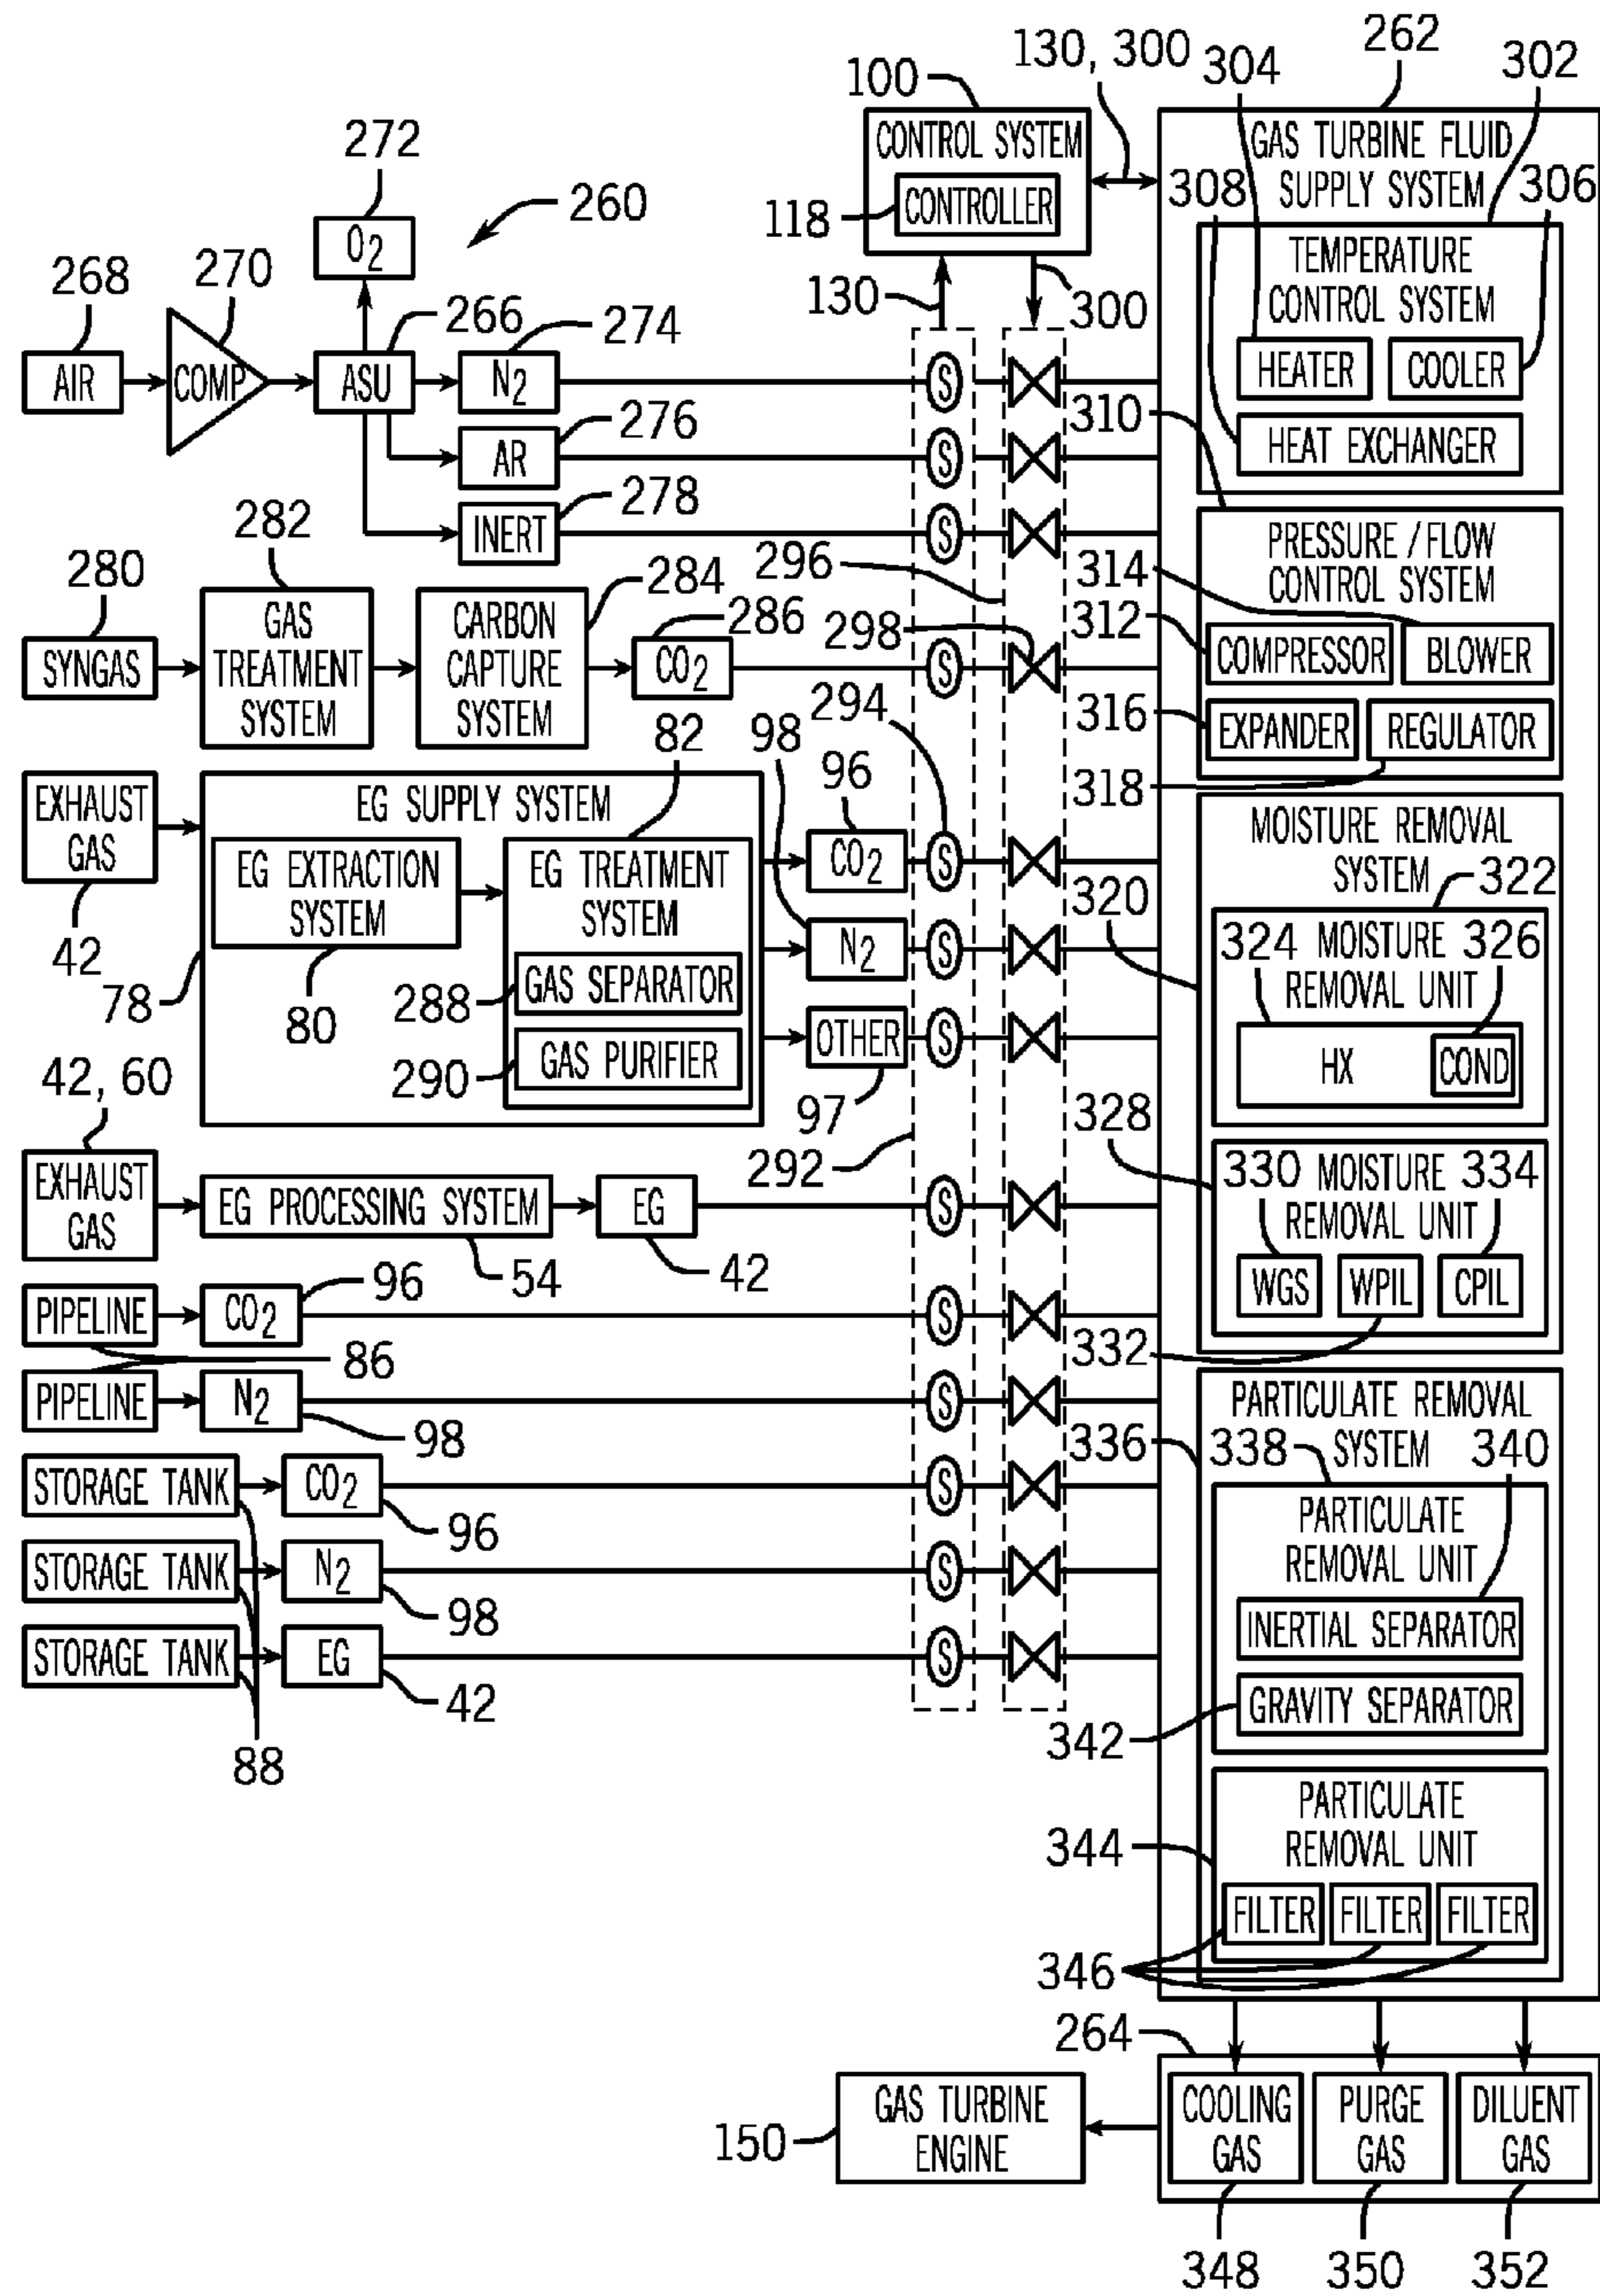 262
130, 300
100
304
302
CONTROL SYSTEM
CONTROLLER
118
GAS TURBINE FLUID
SUPPLY SYSTEM
308
306
272
O2
260
TEMPERATURE
CONTROL SYSTEM
HEATER
COOLER
HEAT EXCHANGER
268
270
266
274
130
300
AIR
COMP
ASU
N2
S
276
AR
S
310
278
INERT
S
282
296
PRESSURE / FLOW
CONTROL SYSTEM
314
280
284
286
298
312
COMPRESSOR
BLOWER
SYNGAS
GAS
TREATMENT
SYSTEM
CARBON
CAPTURE
SYSTEM
CO2
S
294
316
EXPANDER
REGULATOR
82
98
96
318
EXHAUST
GAS
42
EG SUPPLY SYSTEM
EG EXTRACTION
SYSTEM
EG TREATMENT
SYSTEM
CO2
S
MOISTURE REMOVAL
SYSTEM
322
320
78
80
288
GAS SEPARATOR
N2
S
324
MOISTURE
REMOVAL UNIT
326
290
GAS PURIFIER
OTHER
S
HX
COND
97
42, 60
292
328
330
MOISTURE
REMOVAL UNIT
334
EXHAUST
GAS
EG PROCESSING SYSTEM
EG
S
54
42
WGS
WPIL
CPIL
96
PIPELINE
CO2
S
332
86
PIPELINE
N2
S
98
PARTICULATE REMOVAL
SYSTEM
336
338
340
STORAGE TANK
CO2
S
96
PARTICULATE
REMOVAL UNIT
STORAGE TANK
N2
S
98
INERTIAL SEPARATOR
STORAGE TANK
EG
S
42
GRAVITY SEPARATOR
342
88
PARTICULATE
REMOVAL UNIT
344
FILTER
FILTER
FILTER
346
264
150
GAS TURBINE
ENGINE
COOLING
GAS
PURGE
GAS
DILUENT
GAS
348
350
352